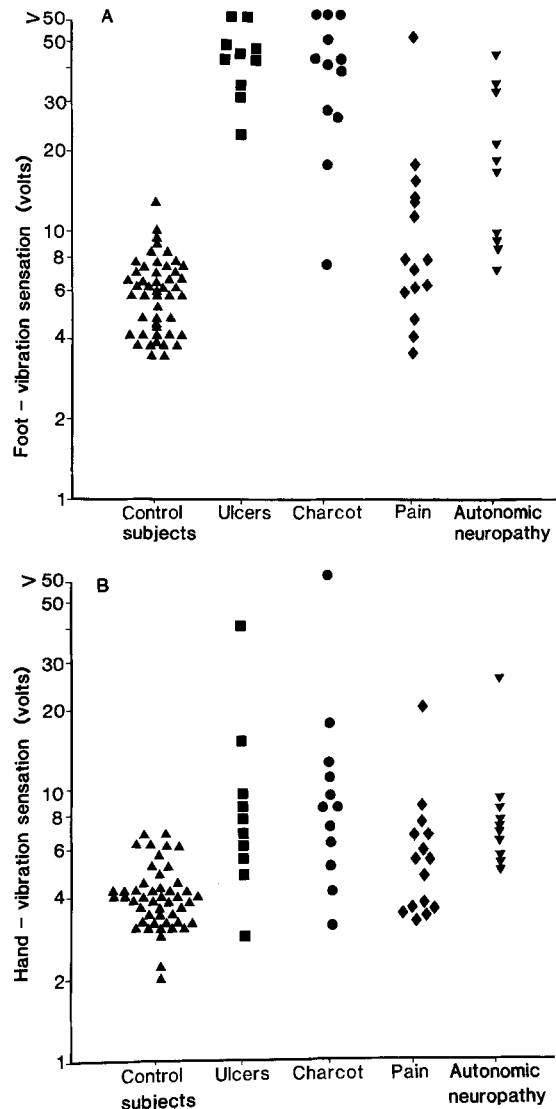 A
> 50
50
30
20
10
8
6
4
2
1
Foot – vibration sensation (volts)
Control subjects
Ulcers
Charcot
Pain
Autonomic neuropathy
B
> 50
50
30
20
10
8
6
4
2
1
Hand – vibration sensation (volts)
Control subjects
Ulcers
Charcot
Pain
Autonomic neuropathy